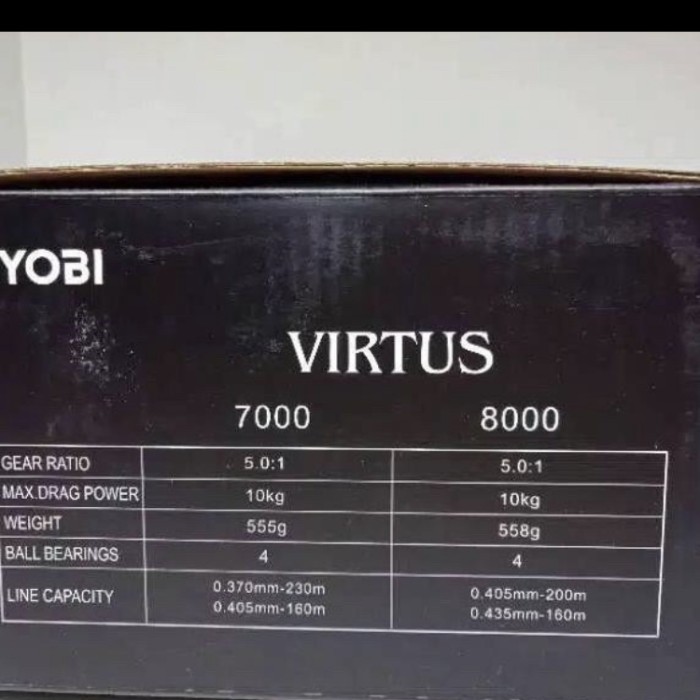 YOBI
VIRTUS
7000 8000
GEAR RATIO 5.0:1 5.0:1
MAX.DRAG POWER 10kg 10kg
WEIGHT 555g 558g
BALL BEARINGS 4 4
LINE CAPACITY 0.370mm-230m 0.405mm-200m
0.405mm-160m 0.435mm-160m